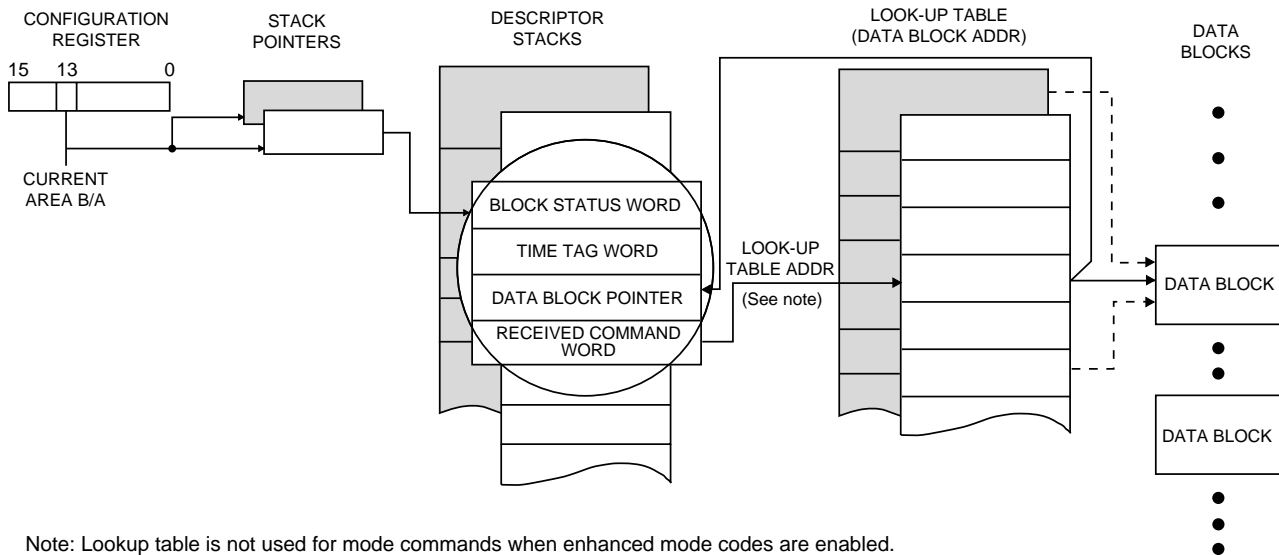 CONFIGURATION
REGISTER
15 13 0
CURRENT
AREA B/A
STACK
POINTERS
DESCRIPTOR
STACKS
BLOCK STATUS WORD
TIME TAG WORD
DATA BLOCK POINTER
RECEIVED COMMAND
WORD
LOOK-UP
TABLE ADDR
(See note)
LOOK-UP TABLE
(DATA BLOCK ADDR)
DATA
BLOCKS
DATA BLOCK
DATA BLOCK
Note: Lookup table is not used for mode commands when enhanced mode codes are enabled.